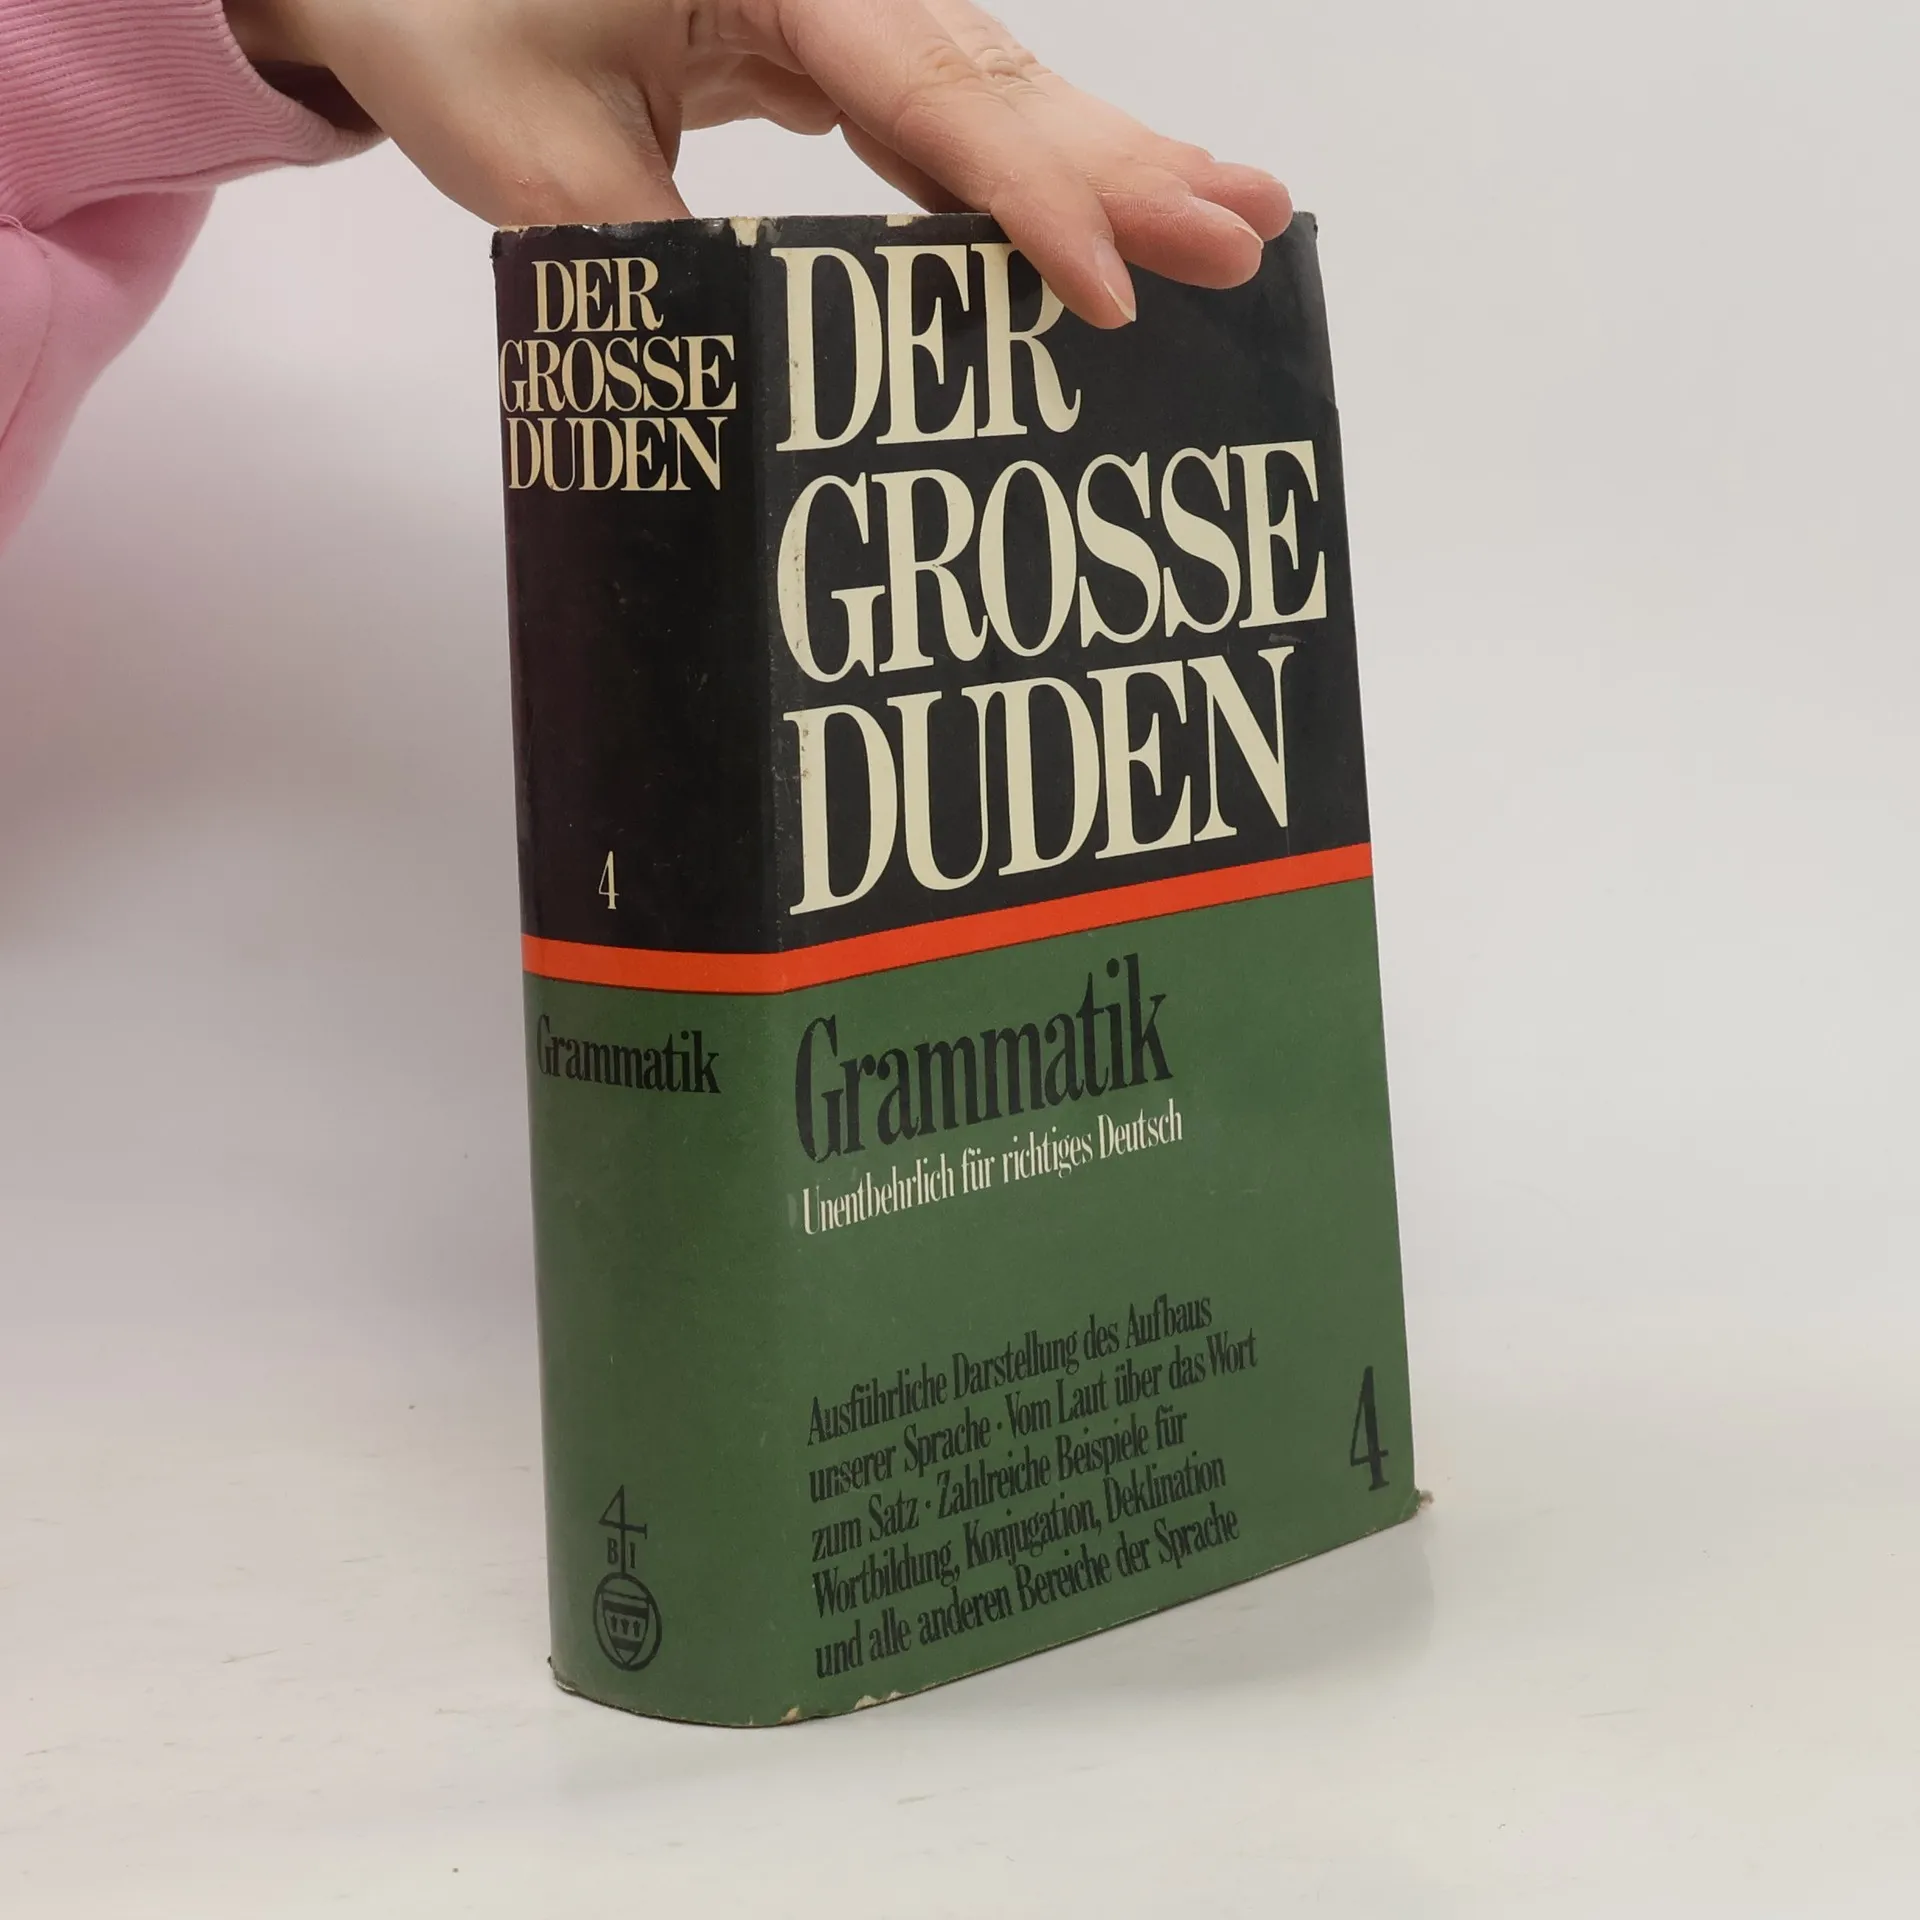 DER
GROSSE
DUDEN
4
Grammatik
4
B I
DER
GROSSE
DUDEN
Grammatik
Unentbehrlich für richtiges Deutsch
Ausführliche Darstellung des Aufbaus
unserer Sprache · Vom Laut über das Wort
zum Satz · Zahlreiche Beispiele für
Wortbildung, Konjugation, Deklination
und alle anderen Bereiche der Sprache
4